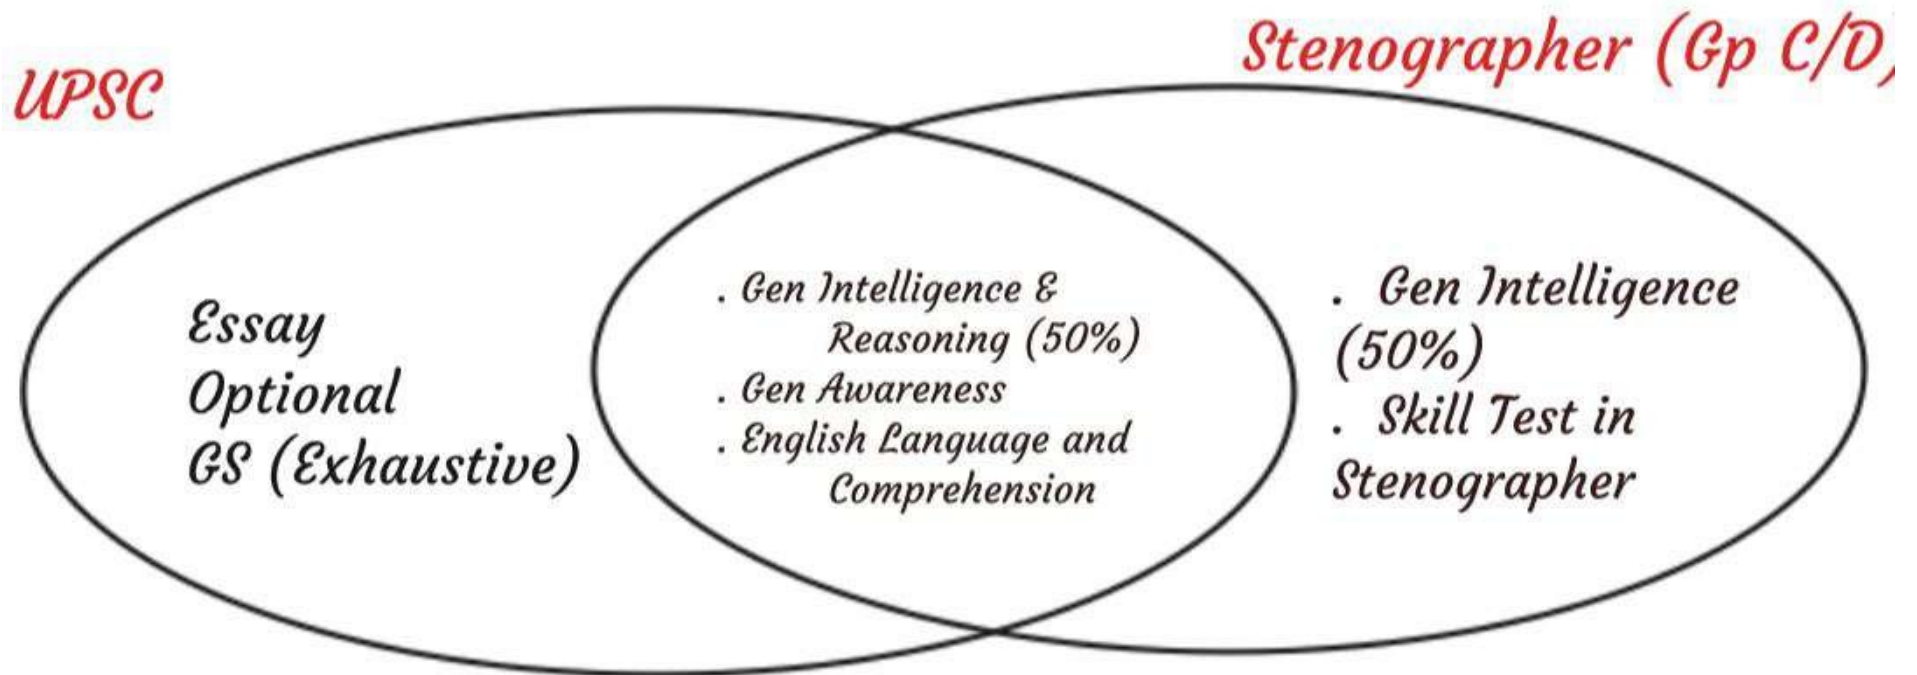 UPSC
Stenographer (Gp C/D)
Essay
Optional
GS (Exhaustive)
. Gen Intelligence &
Reasoning (50%)
. Gen Awareness
. English Language and
Comprehension
. Gen Intelligence
(50%)
. Skill Test in
Stenographer